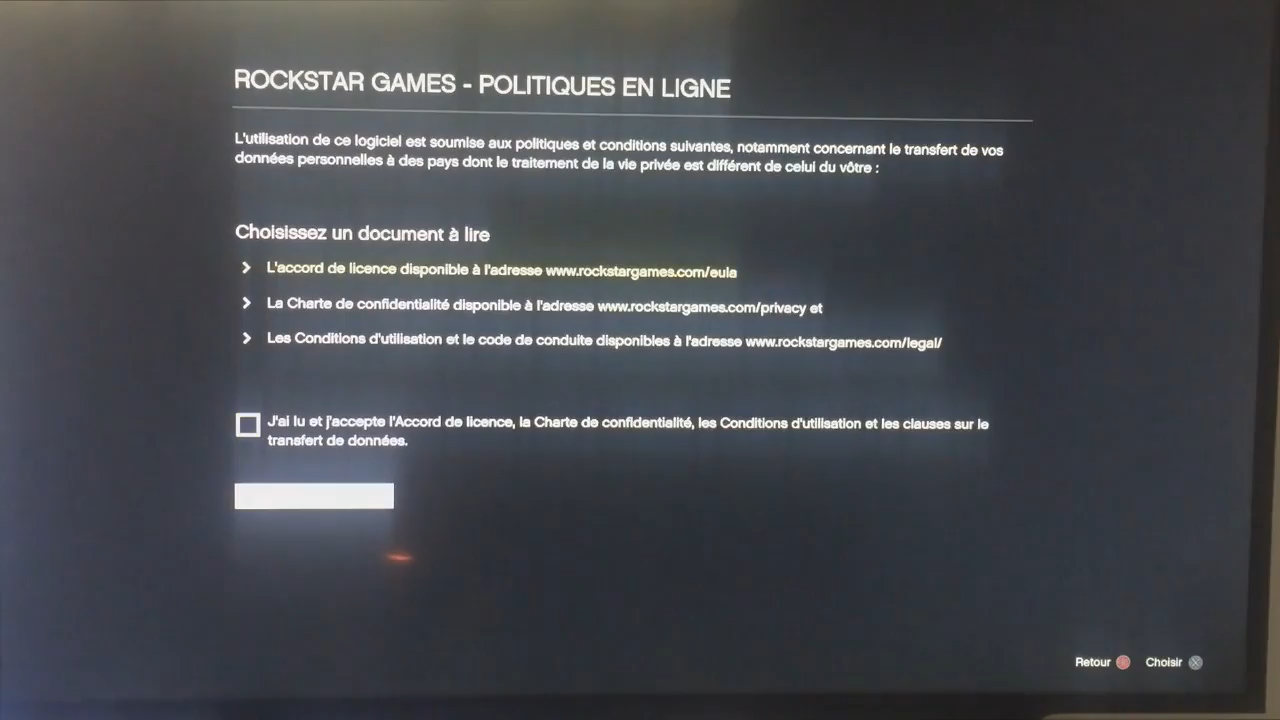 ROCKSTAR GAMES - POLITIQUES EN LIGNE
L'utilisation de ce logiciel est soumise aux politiques et conditions suivantes, notamment concernant le transfert de vos
données personnelles à des pays dont le traitement de la vie privée est différent de celui du vôtre :
Choisissez un document à lire
L'accord de licence disponible à l'adresse www.rockstargames.com/eula
La Charte de confidentialité disponible à l'adresse www.rockstargames.com/privacy et
Les Conditions d'utilisation et le code de conduite disponibles à l'adresse www.rockstargames.com/legal/
J'ai lu et j'accepte l'Accord de licence, la Charte de confidentialité, les Conditions d'utilisation et les clauses sur le
transfert de données.
Retour Choisir